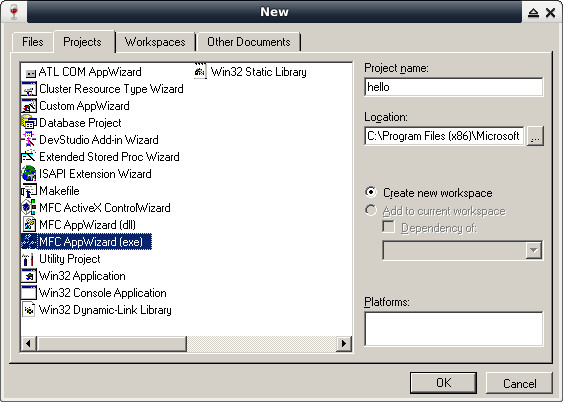 New
Files Projects Workspaces Other Documents
ATL COM AppWizard
Cluster Resource Type Wizard
Custom AppWizard
Database Project
DevStudio Add-in Wizard
Extended Stored Proc Wizard
ISAPI Extension Wizard
Makefile
MFC ActiveX ControlWizard
MFC AppWizard (dll)
MFC AppWizard (exe)
Utility Project
Win32 Application
Win32 Console Application
Win32 Dynamic-Link Library
Win32 Static Library
Project name:
hello
Location:
C:\Program Files (x86)\Microsoft
...
Create new workspace
Add to current workspace
Dependency of:
Platforms:
OK Cancel